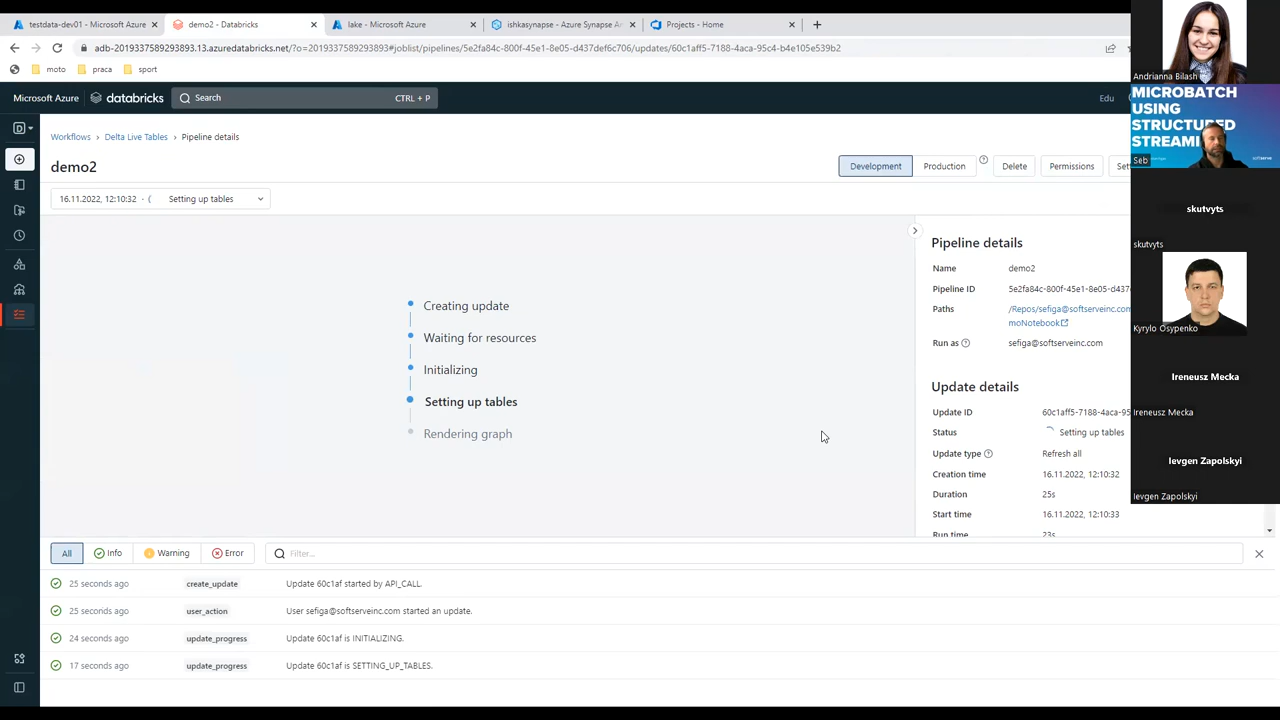 testdata-dev01 - Microsoft Azure
demo2 - Databricks
lake - Microsoft Azure
ishkasynapse - Azure Synapse An
Projects - Home
adb-2019337589293893.13.azuredatabricks.net/?o=2019337589293893#joblist/pipelines/5e2fa84c-800f-45e1-8e05-d437def6c706/updates/60c1aff5-7188-4aca-95c4-b4e105e539b2
moto
praca
sport
Microsoft Azure
databricks
Search
CTRL + P
Edu
Workflows > Delta Live Tables > Pipeline details
demo2
Development
Production
Delete
Permissions
16.11.2022, 12:10:32 · (
Setting up tables
Creating update
Waiting for resources
Initializing
Setting up tables
Rendering graph
Pipeline details
Name demo2
Pipeline ID 5e2fa84c-800f-45e1-8e05-d437
Paths /Repos/sefiga@softserveinc.com
moNotebook
Run as sefiga@softserveinc.com
Update details
Update ID 60c1aff5-7188-4aca-95
Status Setting up tables
Update type Refresh all
Creation time 16.11.2022, 12:10:32
Duration 25s
Start time 16.11.2022, 12:10:33
Run time 23s
All
Info
Warning
Error
Filter...
25 seconds ago create_update Update 60c1af started by API_CALL.
25 seconds ago user_action User sefiga@softserveinc.com started an update.
24 seconds ago update_progress Update 60c1af is INITIALIZING.
17 seconds ago update_progress Update 60c1af is SETTING_UP_TABLES.
Andrianna Bilash
MICROBATCH
USING
STRUCTURED
STREAMI
softserve
Seb
skutvyts
skutvyts
Kyrylo Osypenko
Ireneusz Mecka
Ireneusz Mecka
Ievgen Zapolskyi
Ievgen Zapolskyi